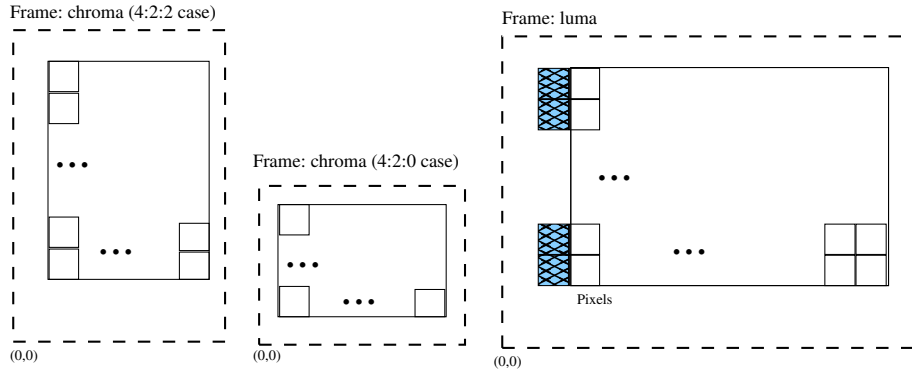 Frame: chroma (4:2:2 case)
(0,0)
Frame: chroma (4:2:0 case)
(0,0)
Frame: luma
Pixels
(0,0)